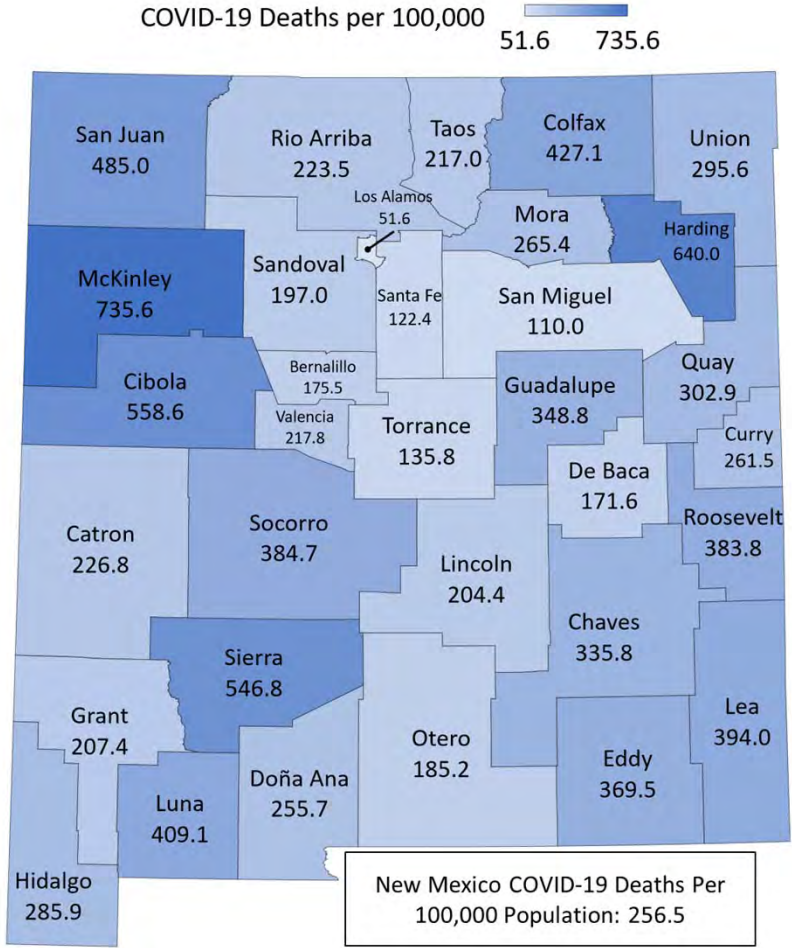 COVID-19 Deaths per 100,000
51.6 735.6
San Juan
485.0
Rio Arriba
223.5
Taos
217.0
Colfax
427.1
Union
295.6
Los Alamos
51.6
Mora
265.4
Harding
640.0
McKinley
735.6
Sandoval
197.0
Santa Fe
122.4
San Miguel
110.0
Cibola
558.6
Bernalillo
175.5
Valencia
217.8
Torrance
135.8
Guadalupe
348.8
Quay
302.9
Curry
261.5
De Baca
171.6
Roosevelt
383.8
Catron
226.8
Socorro
384.7
Lincoln
204.4
Chaves
335.8
Sierra
546.8
Grant
207.4
Otero
185.2
Lea
394.0
Eddy
369.5
Doña Ana
255.7
Luna
409.1
Hidalgo
285.9
New Mexico COVID-19 Deaths Per
100,000 Population: 256.5